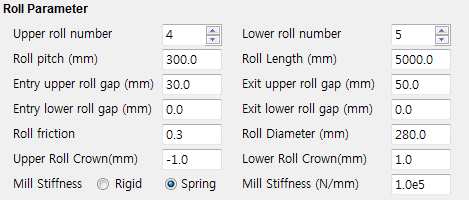 Roll Parameter
Upper roll number 4 Lower roll number 5
Roll pitch (mm) 300.0 Roll Length (mm) 5000.0
Entry upper roll gap (mm) 30.0 Exit upper roll gap (mm) 50.0
Entry lower roll gap (mm) 0.0 Exit lower roll gap (mm) 0.0
Roll friction 0.3 Roll Diameter (mm) 280.0
Upper Roll Crown(mm) -1.0 Lower Roll Crown(mm) 1.0
Mill Stiffness Rigid Spring Mill Stiffness (N/mm) 1.0e5